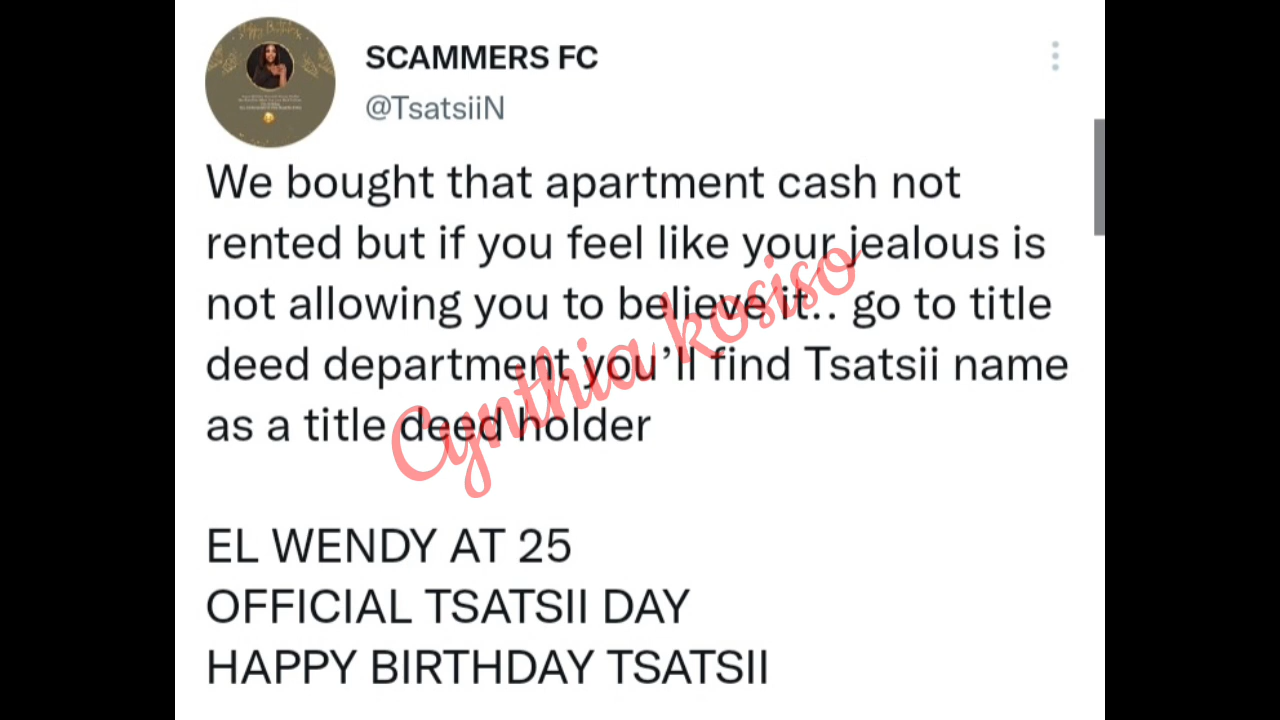 SCAMMERS FC
@TsatsiiN
We bought that apartment cash not
rented but if you feel like your jealous is
not allowing you to believe it.. go to title
deed department you’ll find Tsatsii name
as a title deed holder
Cynthia kosiso
EL WENDY AT 25
OFFICIAL TSATSII DAY
HAPPY BIRTHDAY TSATSII